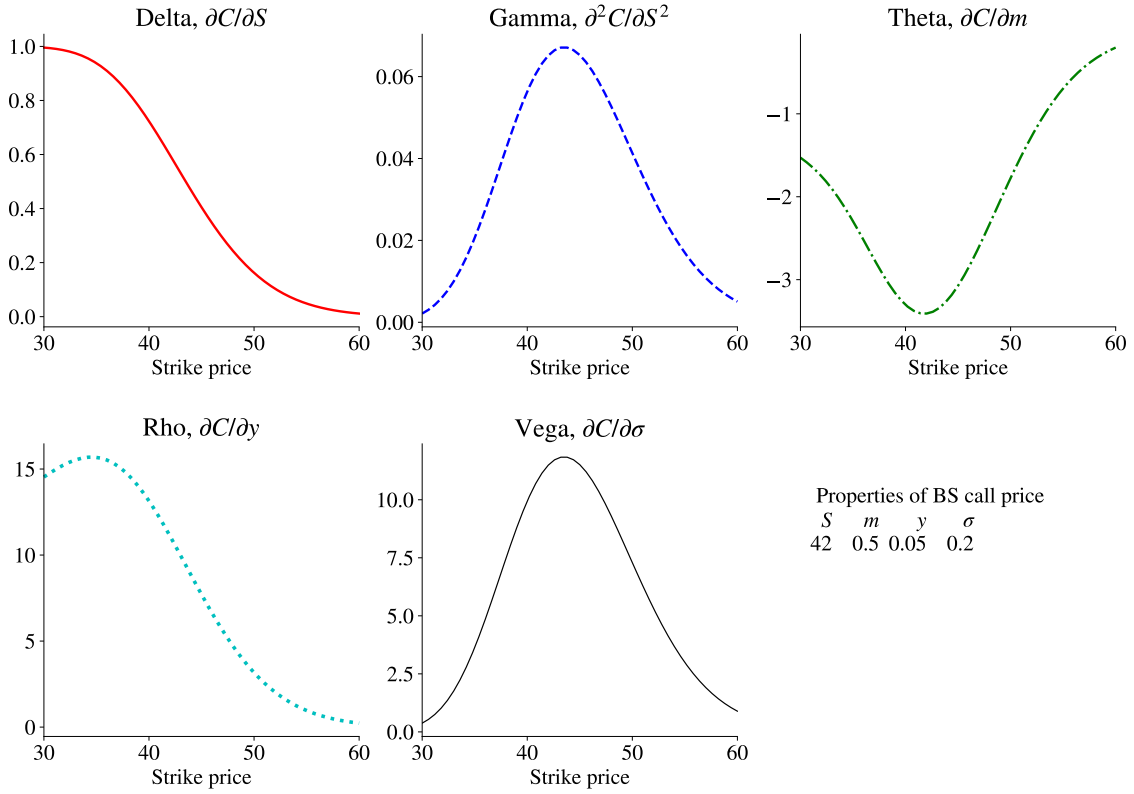 Delta, ∂C/∂S
1.0
0.8
0.6
0.4
0.2
0.0
30 40 50 60
Strike price
Gamma, ∂²C/∂S²
0.06
0.04
0.02
0.00
30 40 50 60
Strike price
Theta, ∂C/∂m
−1
−2
−3
30 40 50 60
Strike price
Rho, ∂C/∂y
15
10
5
0
30 40 50 60
Strike price
Vega, ∂C/∂σ
10.0
7.5
5.0
2.5
0.0
30 40 50 60
Strike price
Properties of BS call price
S m y σ
42 0.5 0.05 0.2